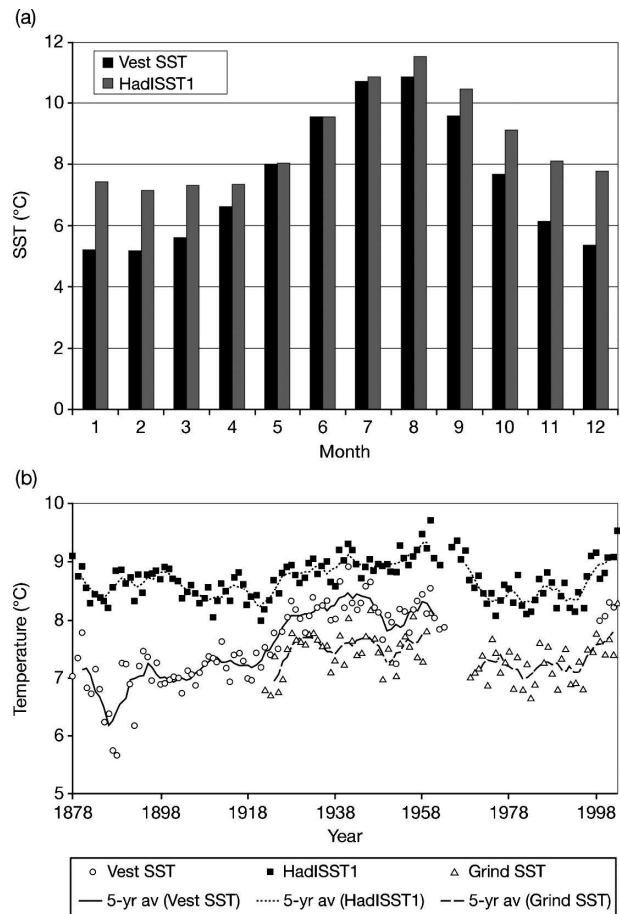 (a)
12
10
8
6
4
2
0
SST (°C)
Vest SST
HadISST1
1 2 3 4 5 6 7 8 9 10 11 12
Month
(b)
10
9
8
7
6
5
Temperature (°C)
1878 1898 1918 1938 1958 1978 1998
Year
Vest SST HadISST1 Grind SST
5-yr av (Vest SST) 5-yr av (HadISST1) 5-yr av (Grind SST)